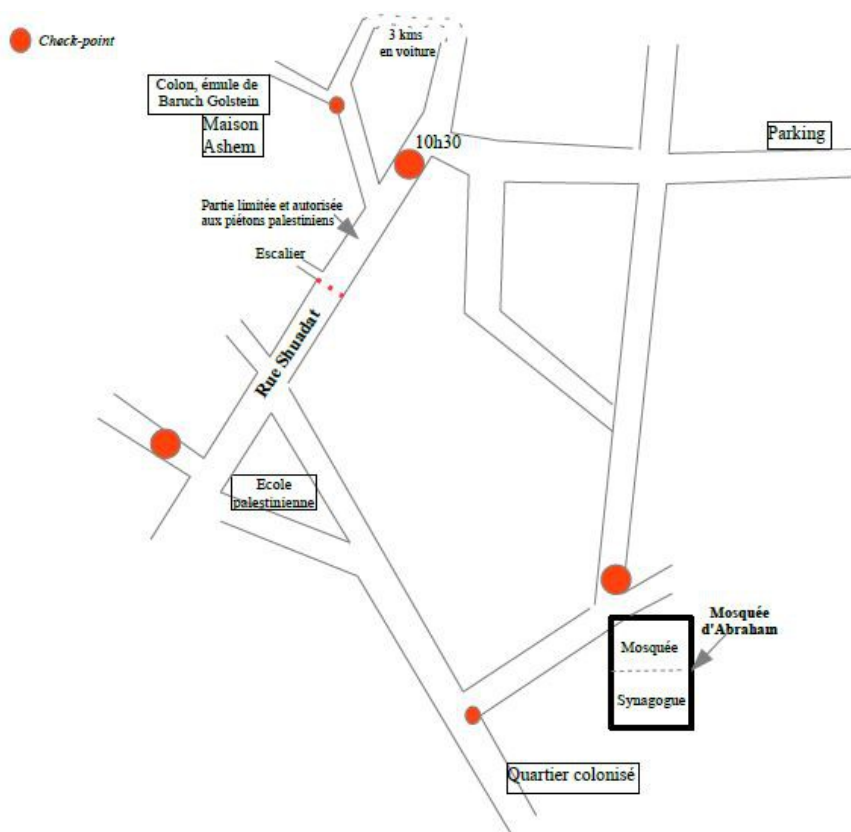 Check-point
3 kms
en voiture
Colon, émule de
Baruch Golstein
Maison
Ashem
10h30
Parking
Partie limitée et autorisée
aux piétons palestiniens
Escalier
Rue Shuadat
Ecole
palestinienne
Mosquée
d'Abraham
Mosquée
Synagogue
Quartier colonisé